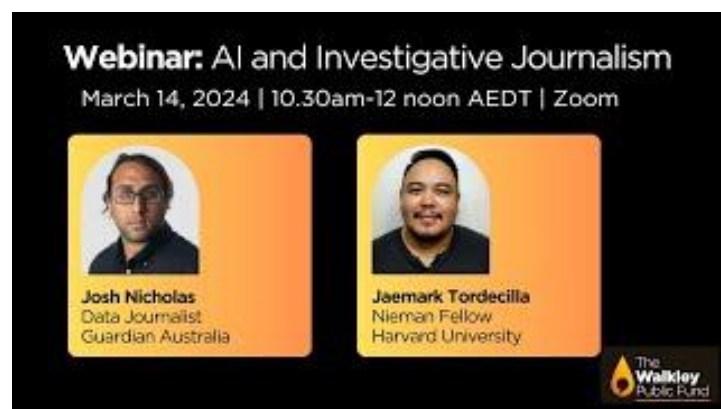 Webinar: AI and Investigative Journalism
March 14, 2024 | 10.30am-12 noon AEDT | Zoom
Josh Nicholas
Data Journalist
Guardian Australia
Jaemark Tordecilla
Nieman Fellow
Harvard University
The
Walkley
Public Fund